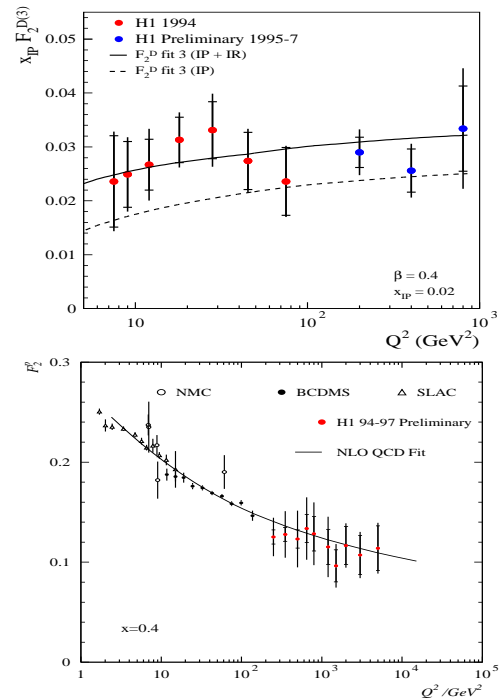 x_IP F_2^D(3)
H1 1994
H1 Preliminary 1995-7
F_2^D fit 3 (IP + IR)
F_2^D fit 3 (IP)
0.05
0.04
0.03
0.02
0.01
0
β = 0.4
x_IP = 0.02
10 10^2 10^3
Q^2 (GeV^2)
F_2^p
NMC BCDMS SLAC
H1 94-97 Preliminary
NLO QCD Fit
0.3
0.2
0.1
0
x=0.4
1 10 10^2 10^3 10^4 10^5
Q^2 /GeV^2